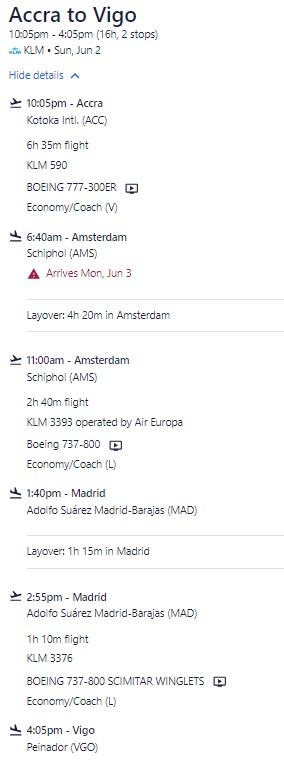 Accra to Vigo
10:05pm - 4:05pm (16h, 2 stops)
KLM KLM • Sun, Jun 2
Hide details
10:05pm - Accra
Kotoka Intl. (ACC)
6h 35m flight
KLM 590
BOEING 777-300ER
Economy/Coach (V)
6:40am - Amsterdam
Schiphol (AMS)
Arrives Mon, Jun 3
Layover: 4h 20m in Amsterdam
11:00am - Amsterdam
Schiphol (AMS)
2h 40m flight
KLM 3393 operated by Air Europa
Boeing 737-800
Economy/Coach (L)
1:40pm - Madrid
Adolfo Suárez Madrid-Barajas (MAD)
Layover: 1h 15m in Madrid
2:55pm - Madrid
Adolfo Suárez Madrid-Barajas (MAD)
1h 10m flight
KLM 3376
BOEING 737-800 SCIMITAR WINGLETS
Economy/Coach (L)
4:05pm - Vigo
Peinador (VGO)